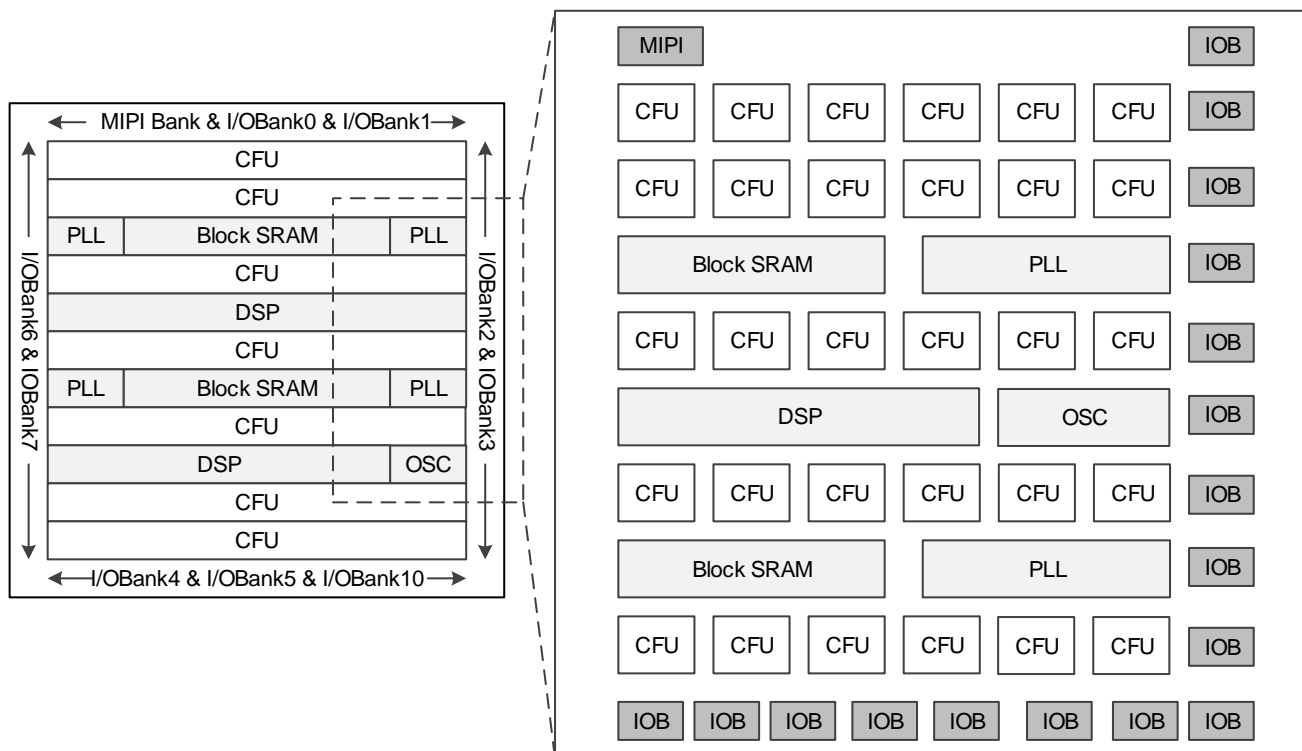 MIPI Bank & I/OBank0 & I/OBank1
I/OBank6 & IOBank7
CFU
CFU
PLL Block SRAM PLL
CFU
DSP
CFU
PLL Block SRAM PLL
CFU
DSP OSC
CFU
CFU
I/OBank2 & IOBank3
I/OBank4 & I/OBank5 & I/OBank10
MIPI IOB
CFU CFU CFU CFU CFU CFU IOB
CFU CFU CFU CFU CFU CFU IOB
Block SRAM PLL IOB
CFU CFU CFU CFU CFU CFU IOB
DSP OSC IOB
CFU CFU CFU CFU CFU CFU IOB
Block SRAM PLL IOB
CFU CFU CFU CFU CFU CFU IOB
IOB IOB IOB IOB IOB IOB IOB IOB